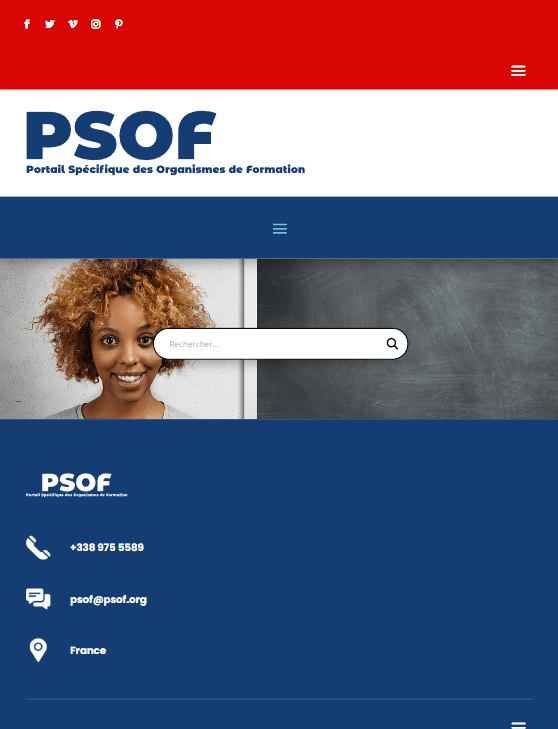 PSOF
Portail Spécifique des Organismes de Formation
Rechercher...
PSOF
Portail Spécifique des Organismes de Formation
+338 975 5589
psof@psof.org
France